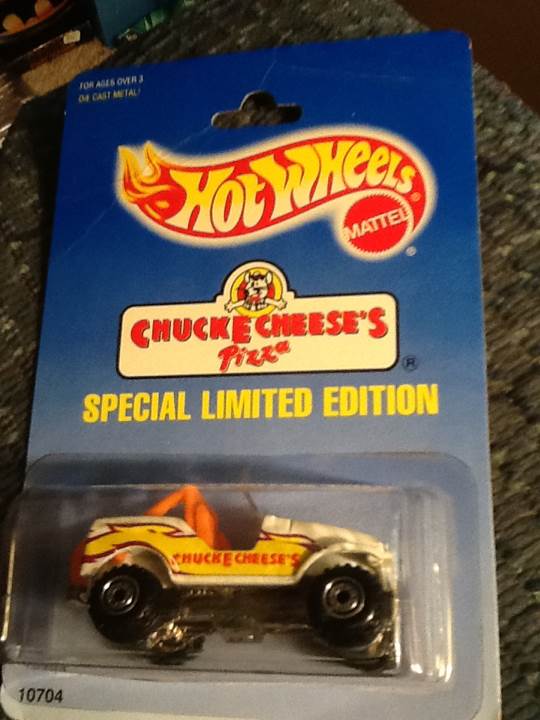 FOR AGES OVER 3
DIE CAST METAL!
HOT WHEELS®
MATTEL
®
CHUCK E CHEESE'S
Pizza
®
SPECIAL LIMITED EDITION
CHUCK E CHEESE'S
10704